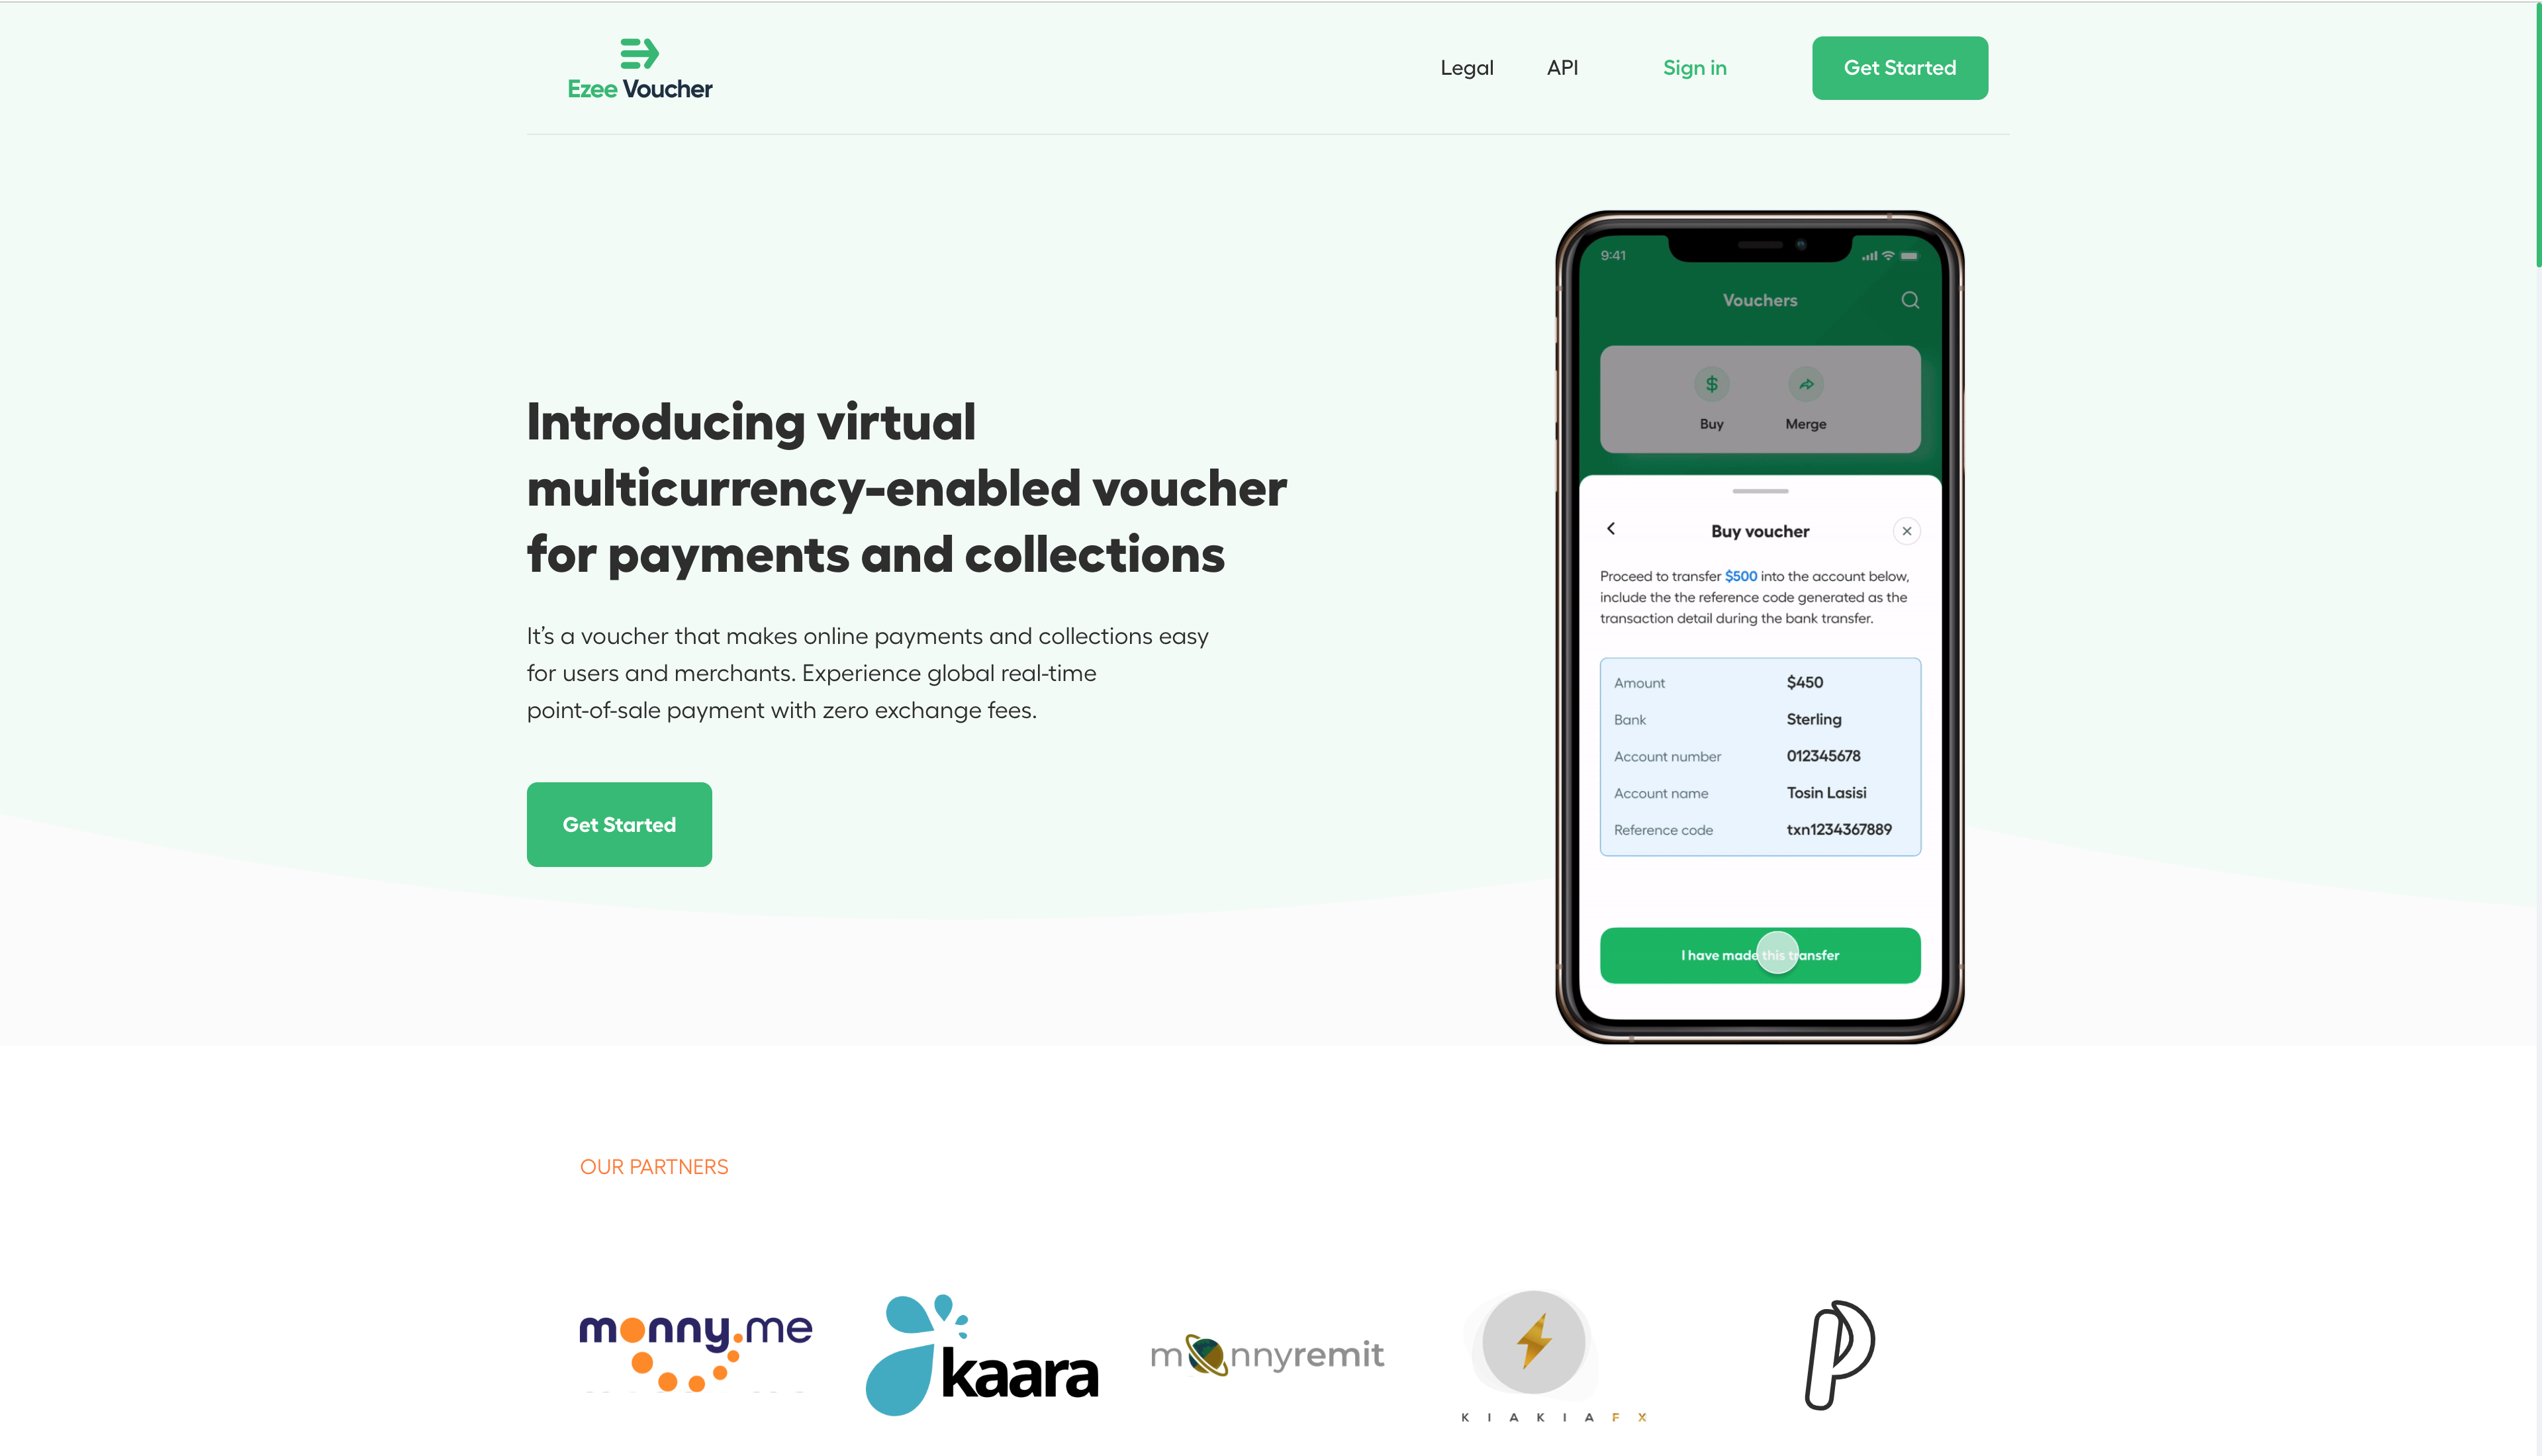 Ezee Voucher
Legal
API
Sign in
Get Started
Introducing virtual
multicurrency-enabled voucher
for payments and collections
It’s a voucher that makes online payments and collections easy
for users and merchants. Experience global real-time
point-of-sale payment with zero exchange fees.
Get Started
9:41
Vouchers
Buy
Merge
Buy voucher
Proceed to transfer $500 into the account below,
include the the reference code generated as the
transaction detail during the bank transfer.
Amount $450
Bank Sterling
Account number 012345678
Account name Tosin Lasisi
Reference code txn1234367889
I have made this transfer
OUR PARTNERS
monny.me
kaara
monnyremit
KIAKIAFX
P